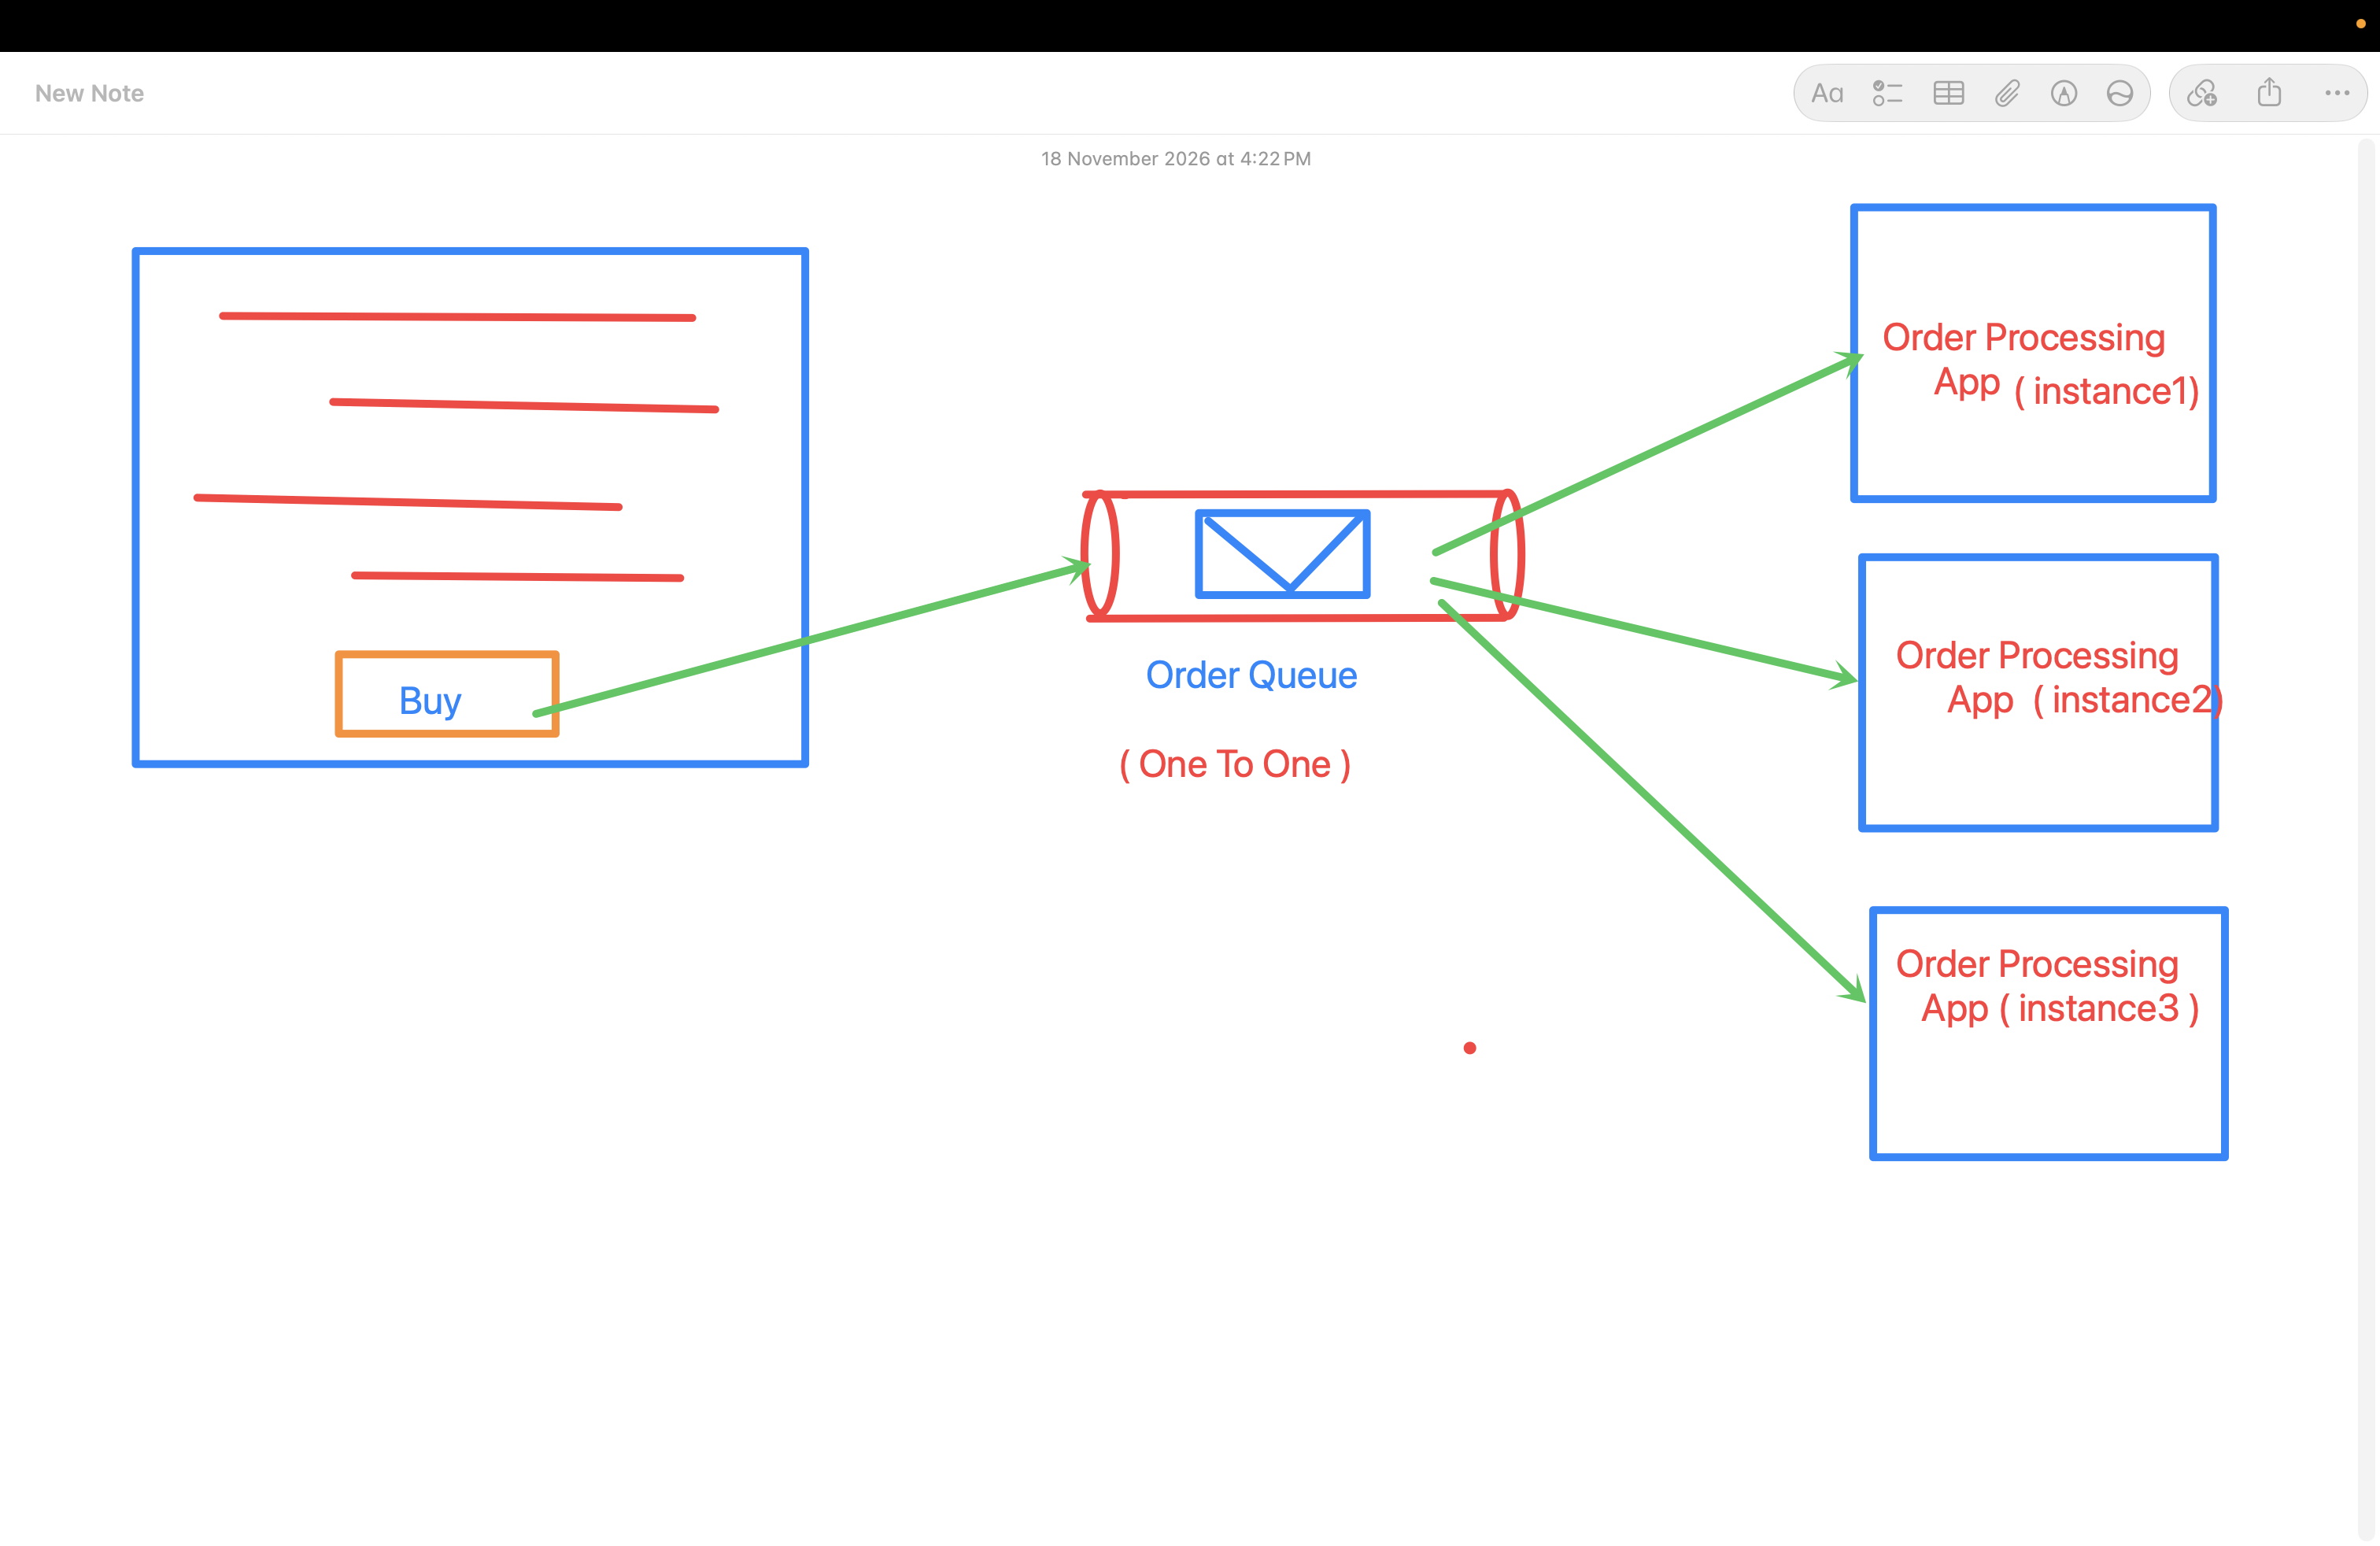 New Note
Aa
18 November 2026 at 4:22 PM
Buy
Order Queue
( One To One )
Order Processing
App ( instance1)
Order Processing
App ( instance2)
Order Processing
App ( instance3 )